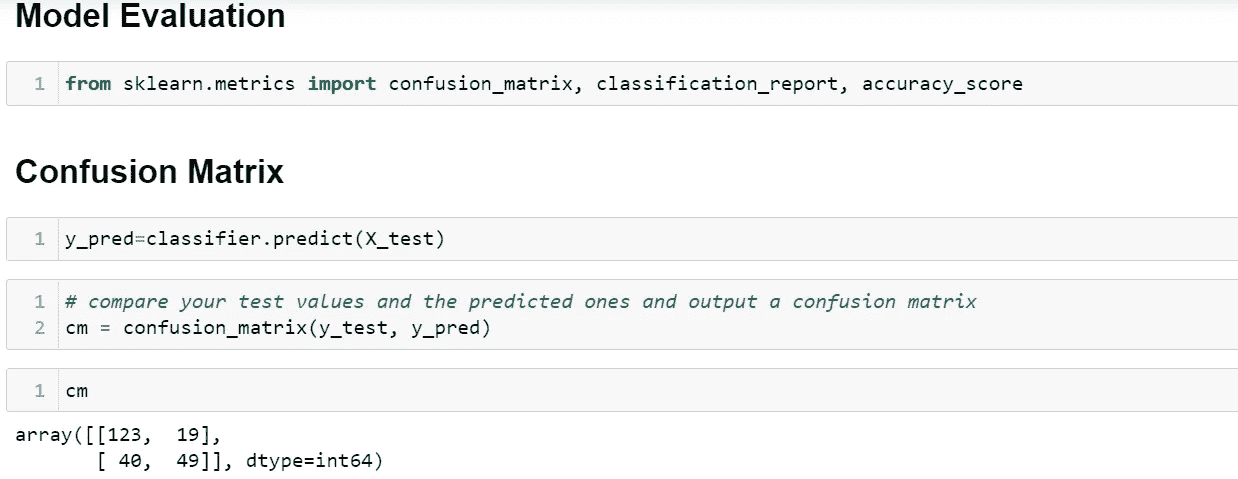 Model Evaluation
1 from sklearn.metrics import confusion_matrix, classification_report, accuracy_score
Confusion Matrix
1 y_pred=classifier.predict(X_test)
1 # compare your test values and the predicted ones and output a confusion matrix
2 cm = confusion_matrix(y_test, y_pred)
1 cm
array([[123,  19],
       [ 40,  49]], dtype=int64)